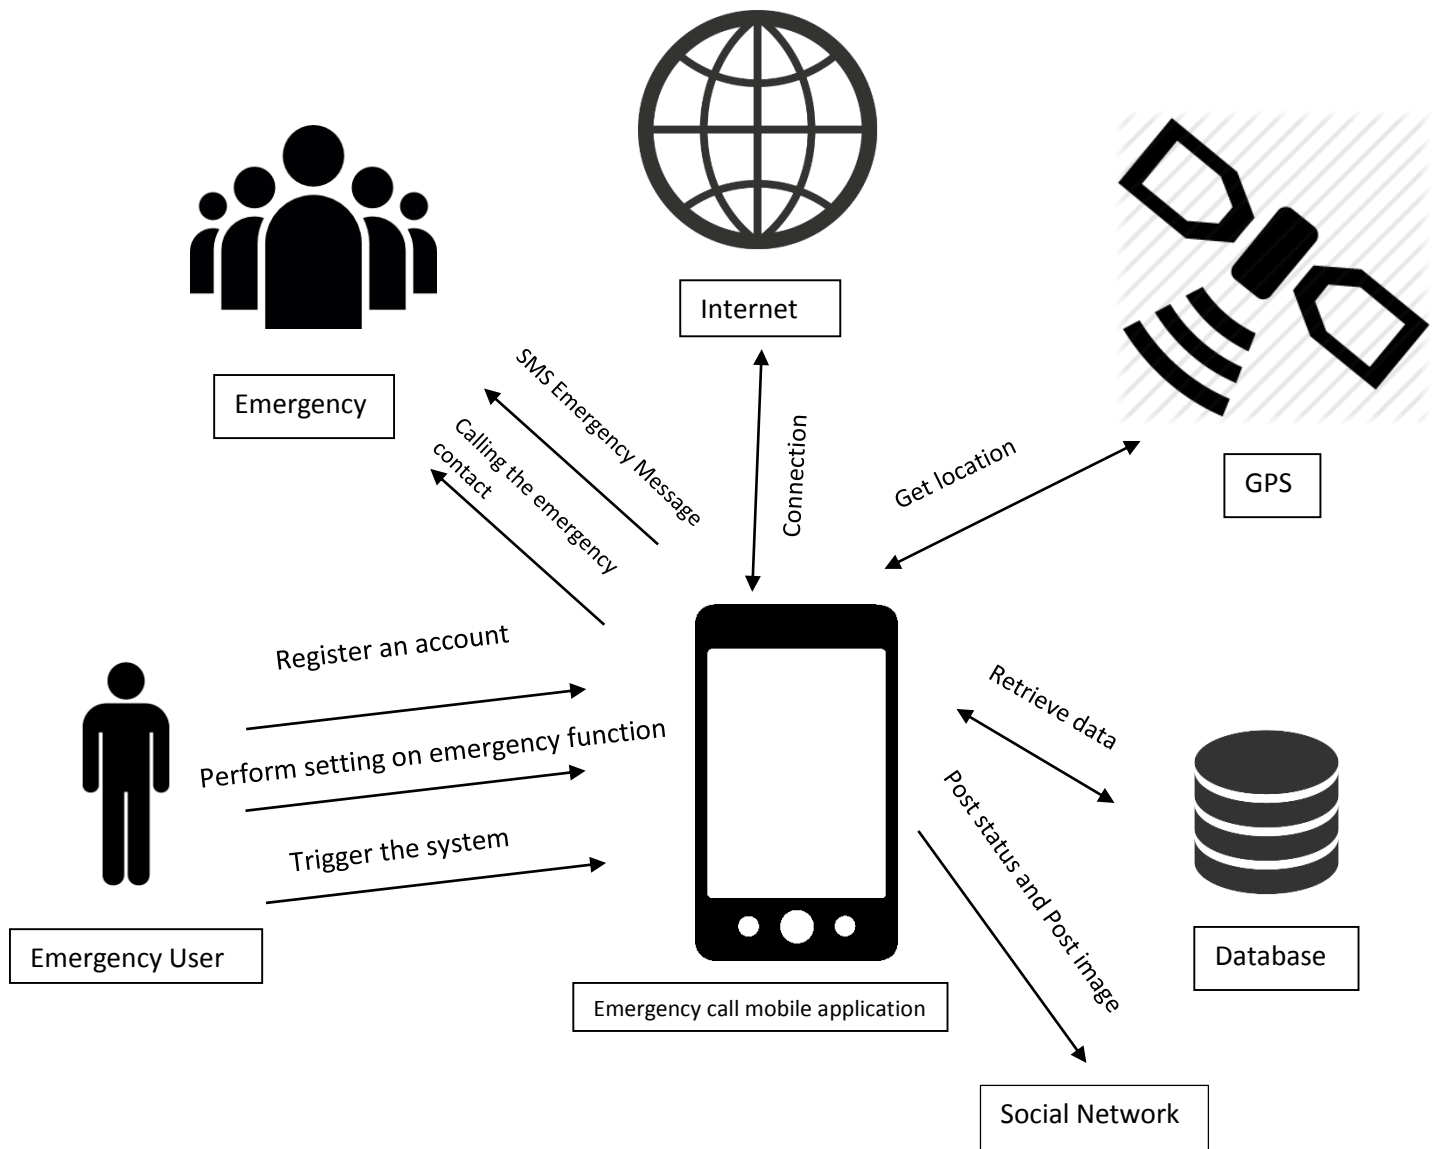 Internet
Emergency
GPS
SMS Emergency Message
Calling the emergency
contact
Connection
Get location
Register an account
Perform setting on emergency function
Trigger the system
Retrieve data
Post status and Post image
Emergency User
Emergency call mobile application
Database
Social Network